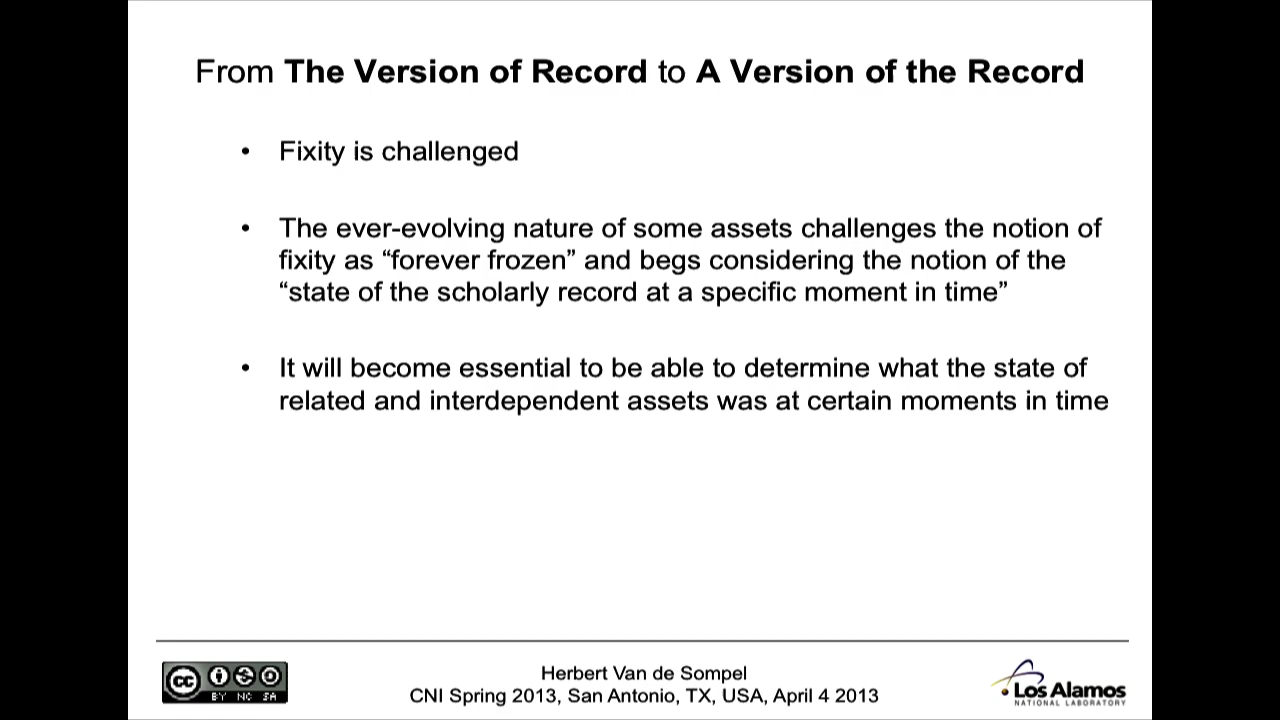 From The Version of Record to A Version of the Record
• Fixity is challenged
• The ever-evolving nature of some assets challenges the notion of
fixity as “forever frozen” and begs considering the notion of the
“state of the scholarly record at a specific moment in time”
• It will become essential to be able to determine what the state of
related and interdependent assets was at certain moments in time
cc
BY NC SA
Herbert Van de Sompel
CNI Spring 2013, San Antonio, TX, USA, April 4 2013
Los Alamos
NATIONAL LABORATORY